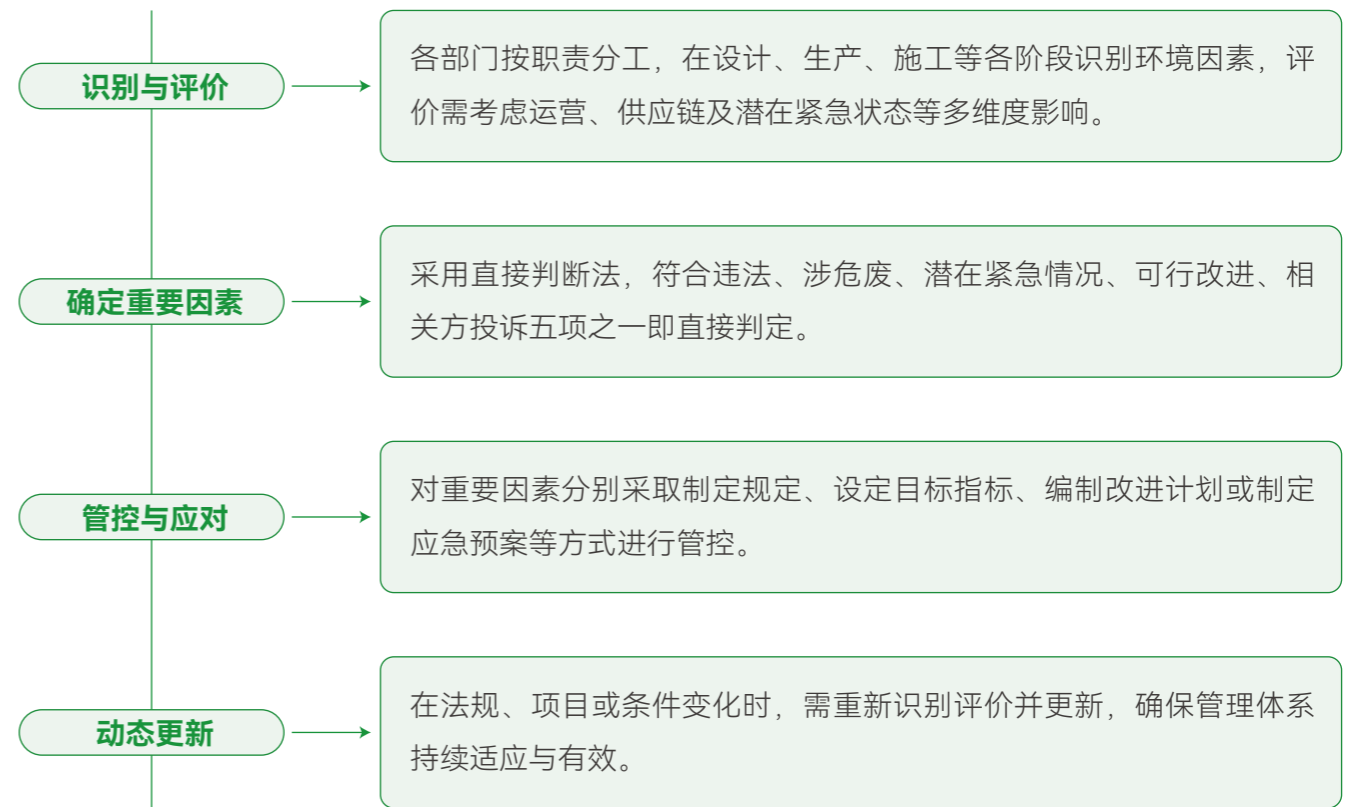 识别与评价
各部门按职责分工，在设计、生产、施工等各阶段识别环境因素，评
价需考虑运营、供应链及潜在紧急状态等多维度影响。
确定重要因素
采用直接判断法，符合违法、涉危废、潜在紧急情况、可行改进、相
关方投诉五项之一即直接判定。
管控与应对
对重要因素分别采取制定规定、设定目标指标、编制改进计划或制定
应急预案等方式进行管控。
动态更新
在法规、项目或条件变化时，需重新识别评价并更新，确保管理体系
持续适应与有效。